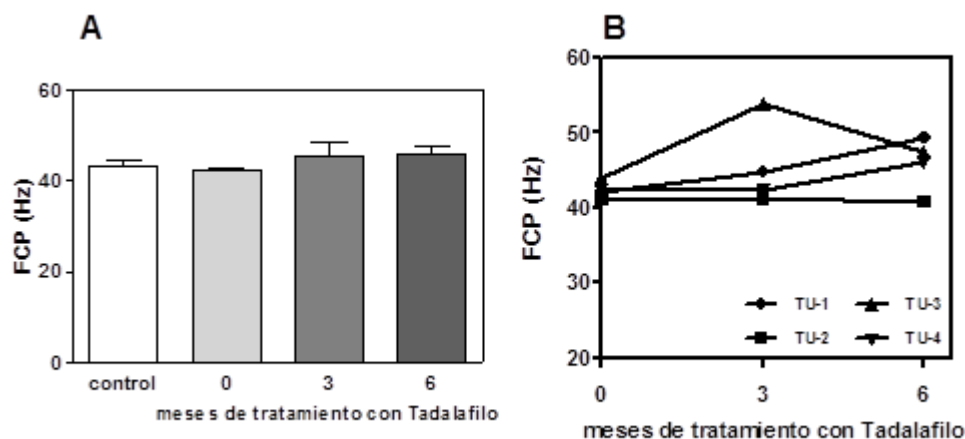 A
FCP (Hz)
60
40
20
0
control 0 3 6
meses de tratamiento con Tadalafilo
B
FCP (Hz)
60
50
40
30
20
TU-1 TU-3
TU-2 TU-4
0 3 6
meses de tratamiento con Tadalafilo